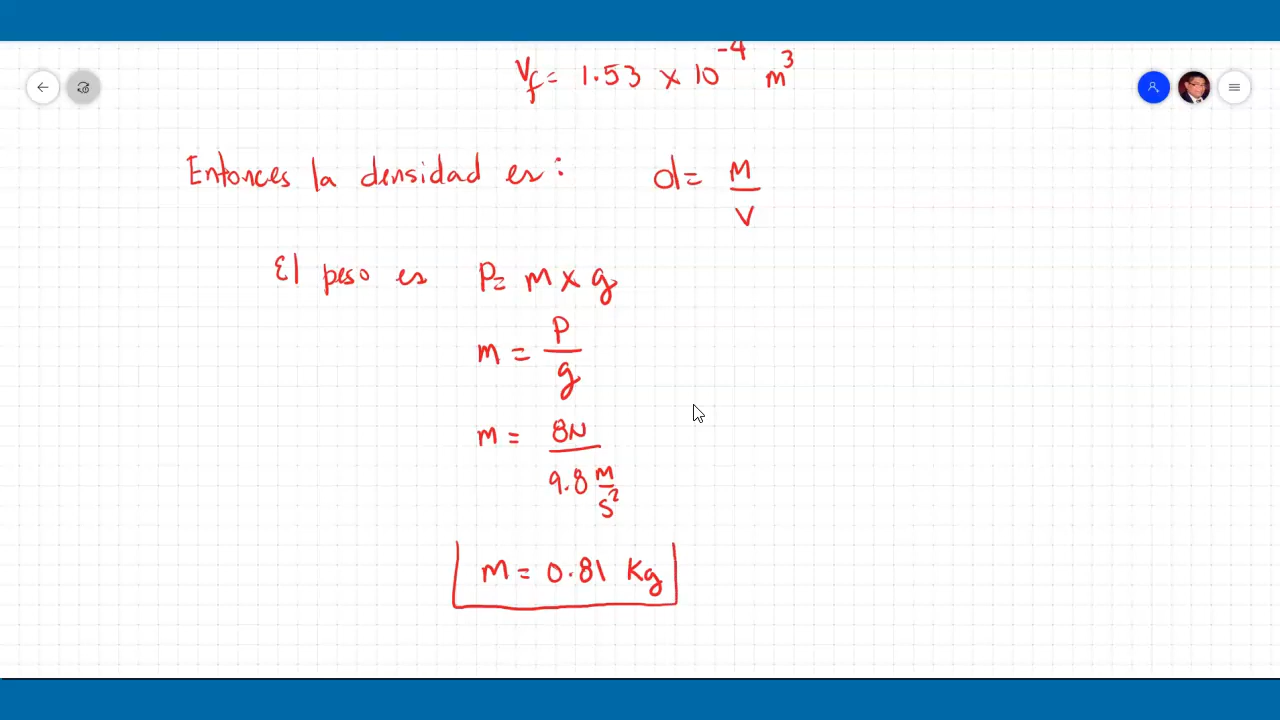 Vf = 1.53 x 10^-4 m^3
Entonces la densidad es: d = M/V
El peso es P = m x g
m = P/g
m = 8N / 9.8 m/s^2
m = 0.81 Kg